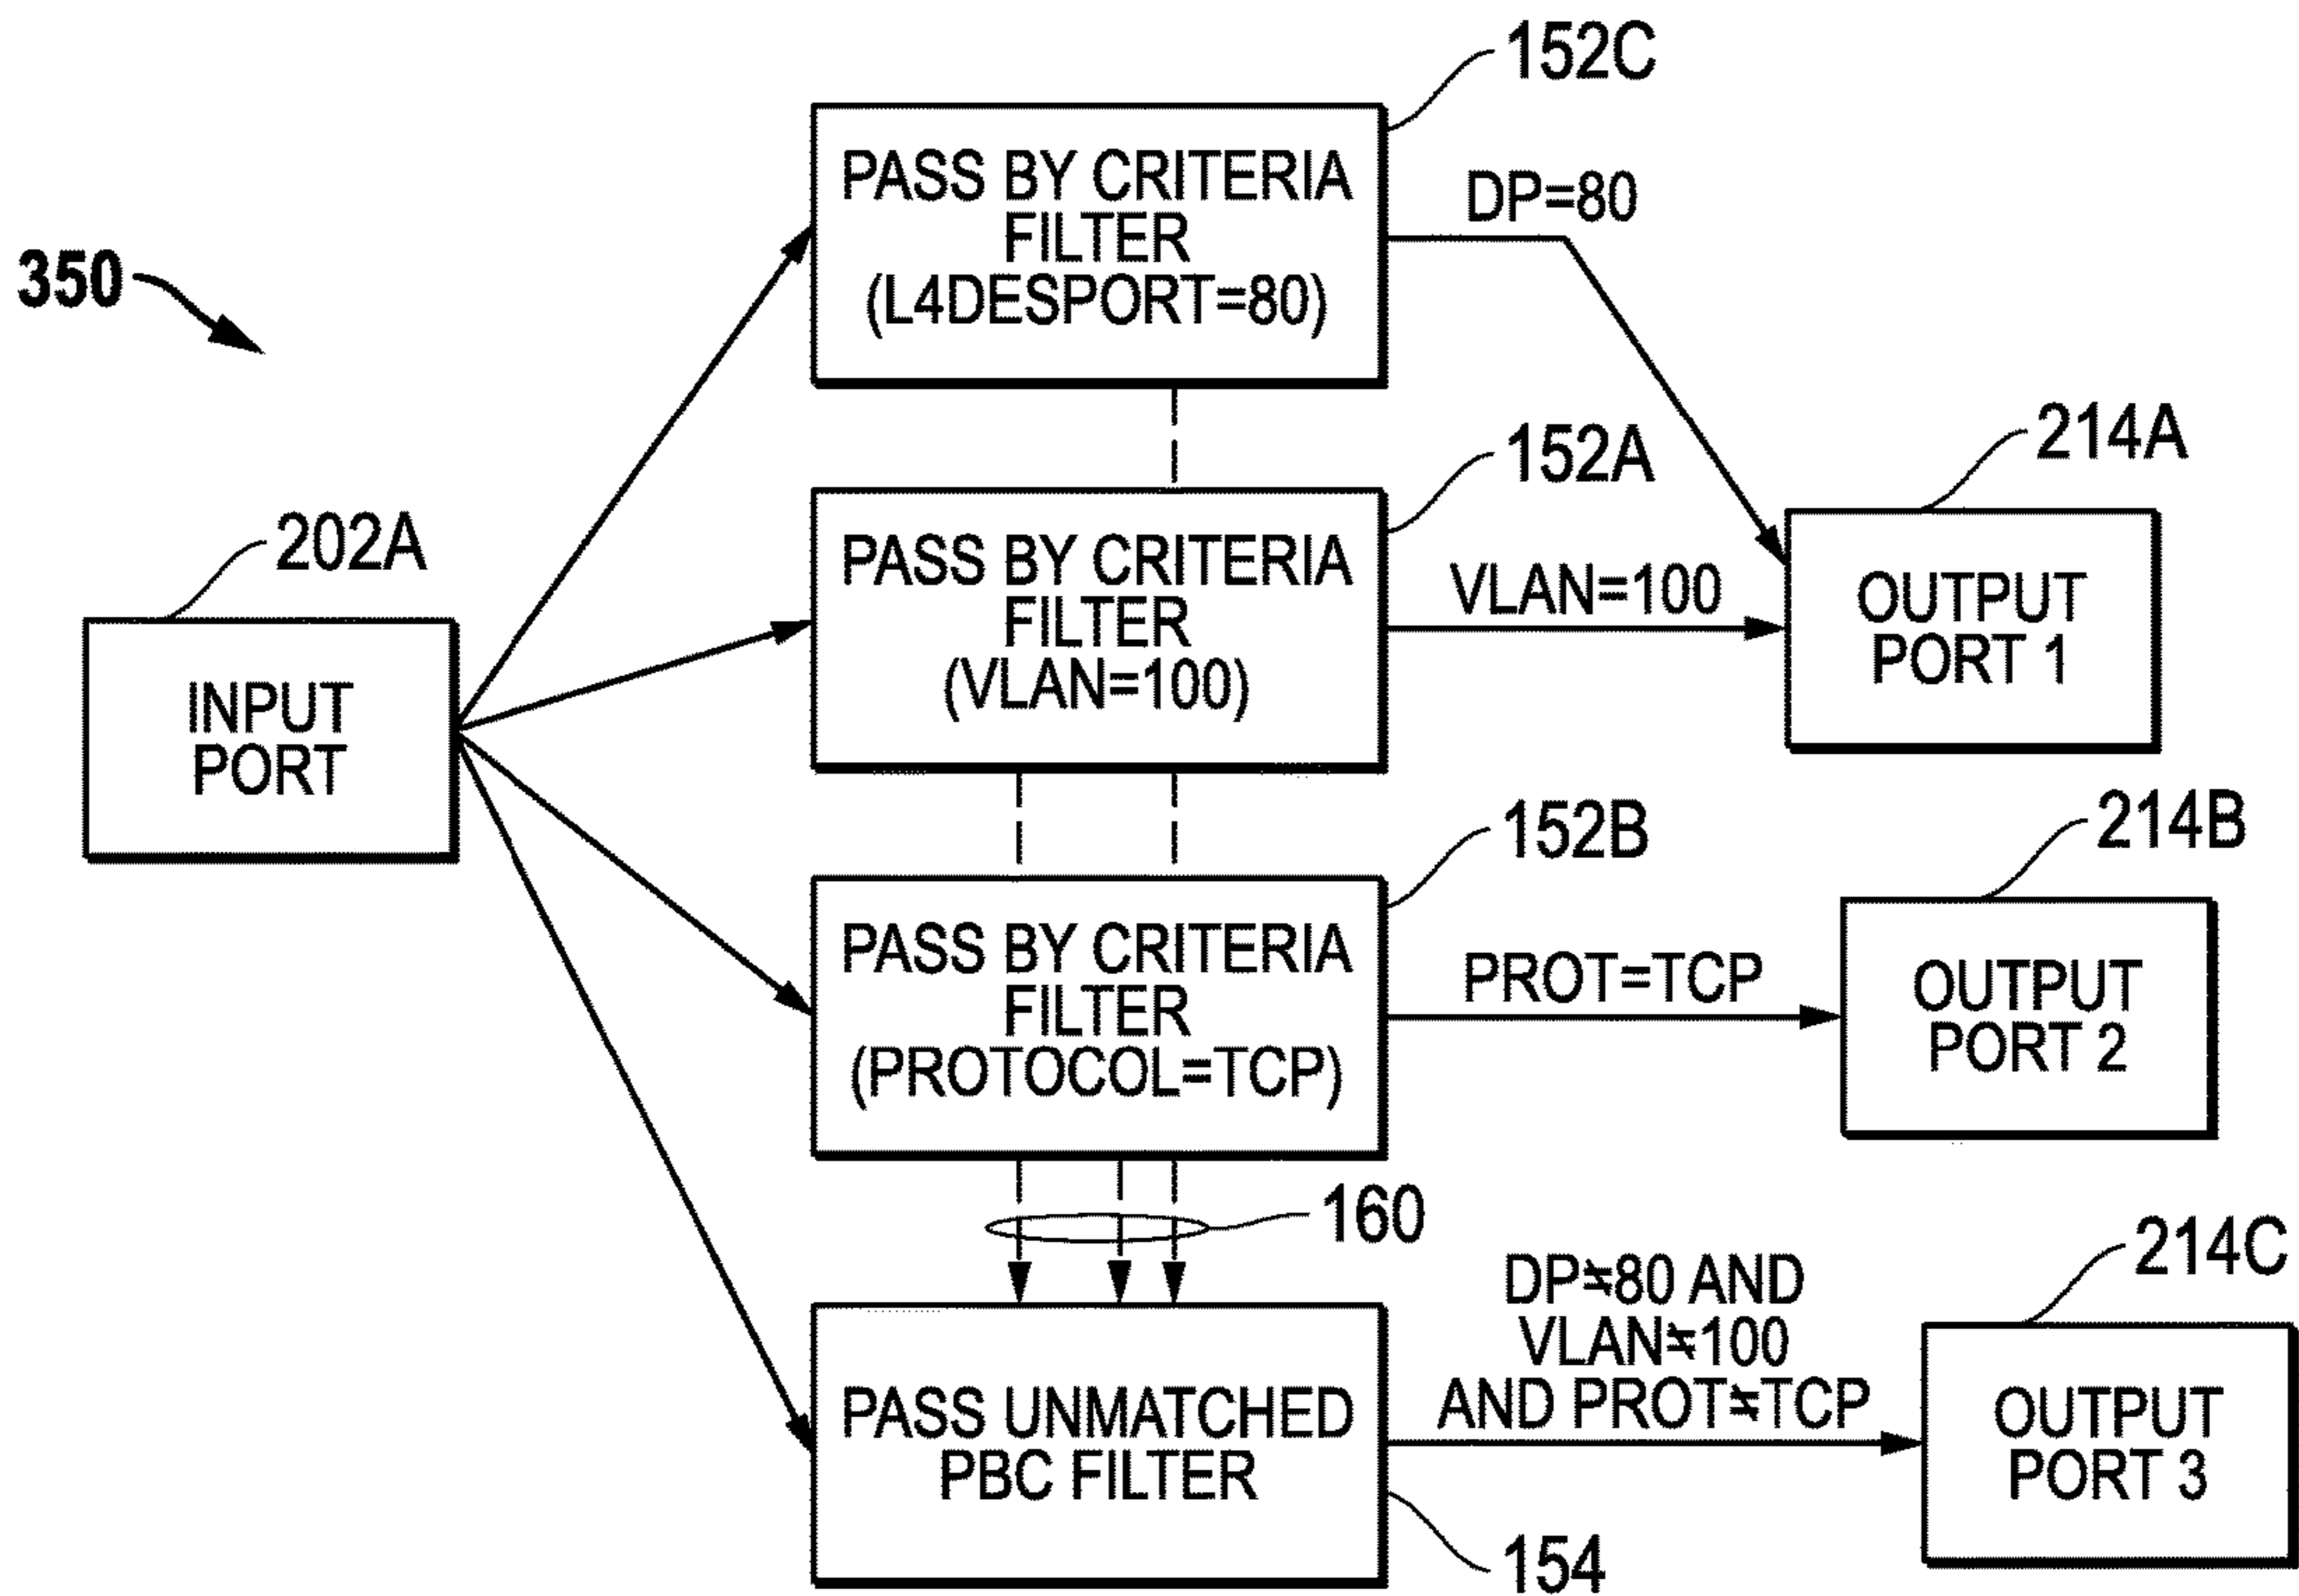 350
152C
PASS BY CRITERIA
FILTER
(L4DESPORT=80)
DP=80
152A
PASS BY CRITERIA
FILTER
(VLAN=100)
VLAN=100
214A
OUTPUT
PORT 1
202A
INPUT
PORT
152B
PASS BY CRITERIA
FILTER
(PROTOCOL=TCP)
PROT=TCP
214B
OUTPUT
PORT 2
160
PASS UNMATCHED
PBC FILTER
154
DP≠80 AND
VLAN≠100
AND PROT≠TCP
214C
OUTPUT
PORT 3